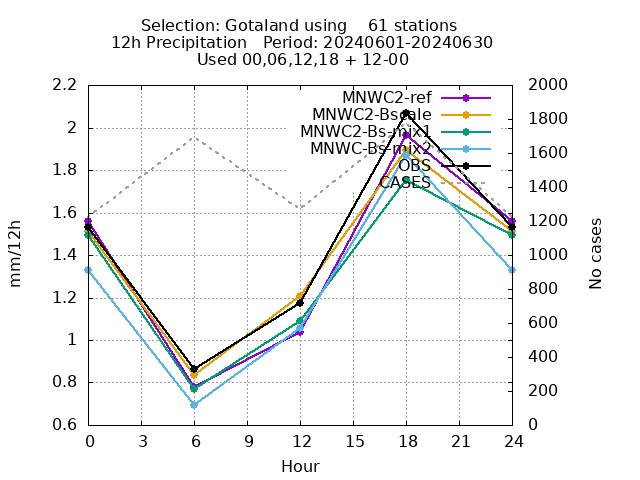 Selection: Gotaland using    61 stations
12h Precipitation   Period: 20240601-20240630
Used 00,06,12,18 + 12-00
2.2
2
1.8
1.6
1.4
1.2
1
0.8
0.6
mm/12h
MNWC2-ref
MNWC2-Bscale
MNWC2-Bs-mix1
MNWC-Bs-mix2
OBS
CASES
2000
1800
1600
1400
1200
1000
800
600
400
200
0
No cases
0 3 6 9 12 15 18 21 24
Hour